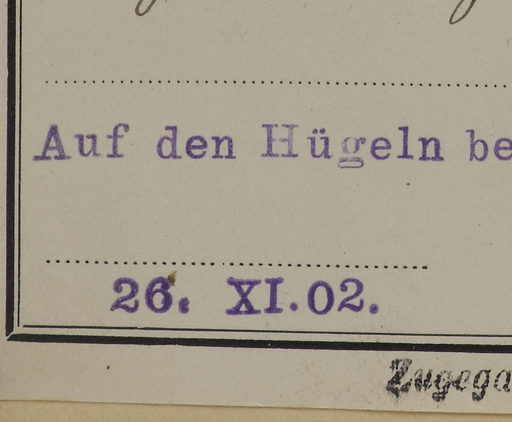 Auf den Hügeln be
26. XI.02.
Zugega